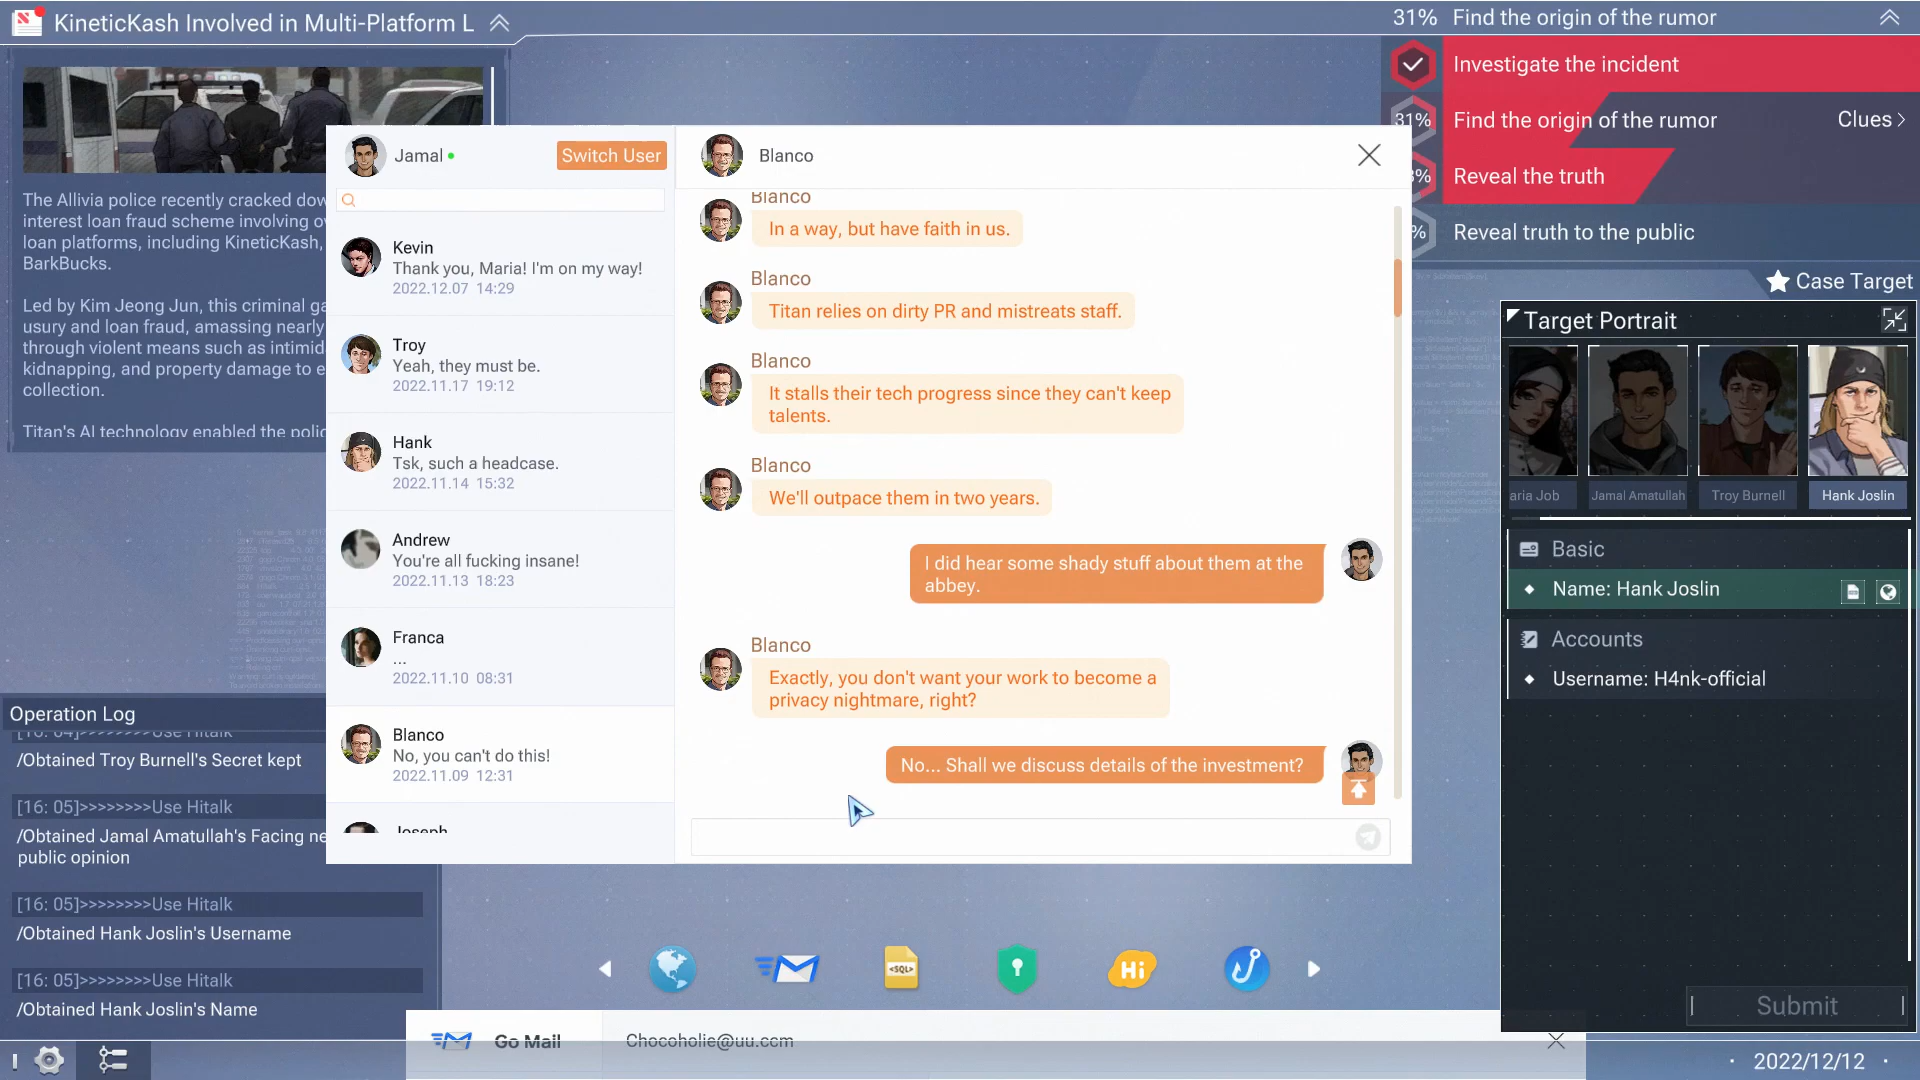 KineticKash Involved in Multi-Platform L
31% Find the origin of the rumor
Investigate the incident
31% Find the origin of the rumor Clues >
Reveal the truth
Reveal truth to the public
Case Target
The Allivia police recently cracked dow
interest loan fraud scheme involving ov
loan platforms, including KineticKash,
BarkBucks.
Led by Kim Jeong Jun, this criminal ga
usury and loan fraud, amassing nearly
through violent means such as intimid
kidnapping, and property damage to e
collection.
Titan's AI technology enabled the polic
Operation Log
/Obtained Troy Burnell's Secret kept
[16: 05]>>>>>>>>Use Hitalk
/Obtained Jamal Amatullah's Facing ne
public opinion
[16: 05]>>>>>>>>Use Hitalk
/Obtained Hank Joslin's Username
[16: 05]>>>>>>>>Use Hitalk
/Obtained Hank Joslin's Name
Jamal
Switch User
Kevin
Thank you, Maria! I'm on my way!
2022.12.07 14:29
Troy
Yeah, they must be.
2022.11.17 19:12
Hank
Tsk, such a headcase.
2022.11.14 15:32
Andrew
You're all fucking insane!
2022.11.13 18:23
Franca
...
2022.11.10 08:31
Blanco
No, you can't do this!
2022.11.09 12:31
Joseph
Blanco
Blanco
In a way, but have faith in us.
Blanco
Titan relies on dirty PR and mistreats staff.
Blanco
It stalls their tech progress since they can't keep
talents.
Blanco
We'll outpace them in two years.
I did hear some shady stuff about them at the
abbey.
Blanco
Exactly, you don't want your work to become a
privacy nightmare, right?
No... Shall we discuss details of the investment?
Target Portrait
aria Job
Jamal Amatullah
Troy Burnell
Hank Joslin
Basic
Name: Hank Joslin
Accounts
Username: H4nk-official
Submit
<SQL>
Hi
Go Mail
Chocoholie@uu.ccm
2022/12/12